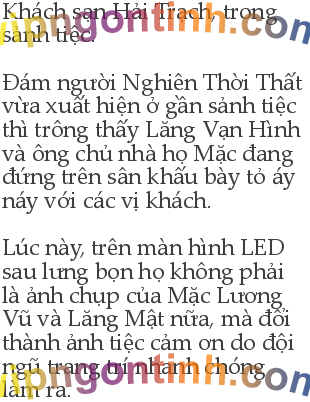 Khách sạn Hải Trạch, trong
sảnh tiệc.
Đám người Nghiên Thời Thất
vừa xuất hiện ở gần sảnh tiệc
thì trông thấy Lăng Vạn Hình
và ông chủ nhà họ Mặc đang
đứng trên sân khấu bày tỏ áy
náy với các vị khách.
Lúc này, trên màn hình LED
sau lưng bọn họ không phải
là ảnh chụp của Mặc Lương
Vũ và Lăng Mật nữa, mà đổi
thành ảnh tiệc cảm ơn do đội
ngũ trang trí nhanh chóng
làm ra.
vipngontinh.com
vipngontinh.com